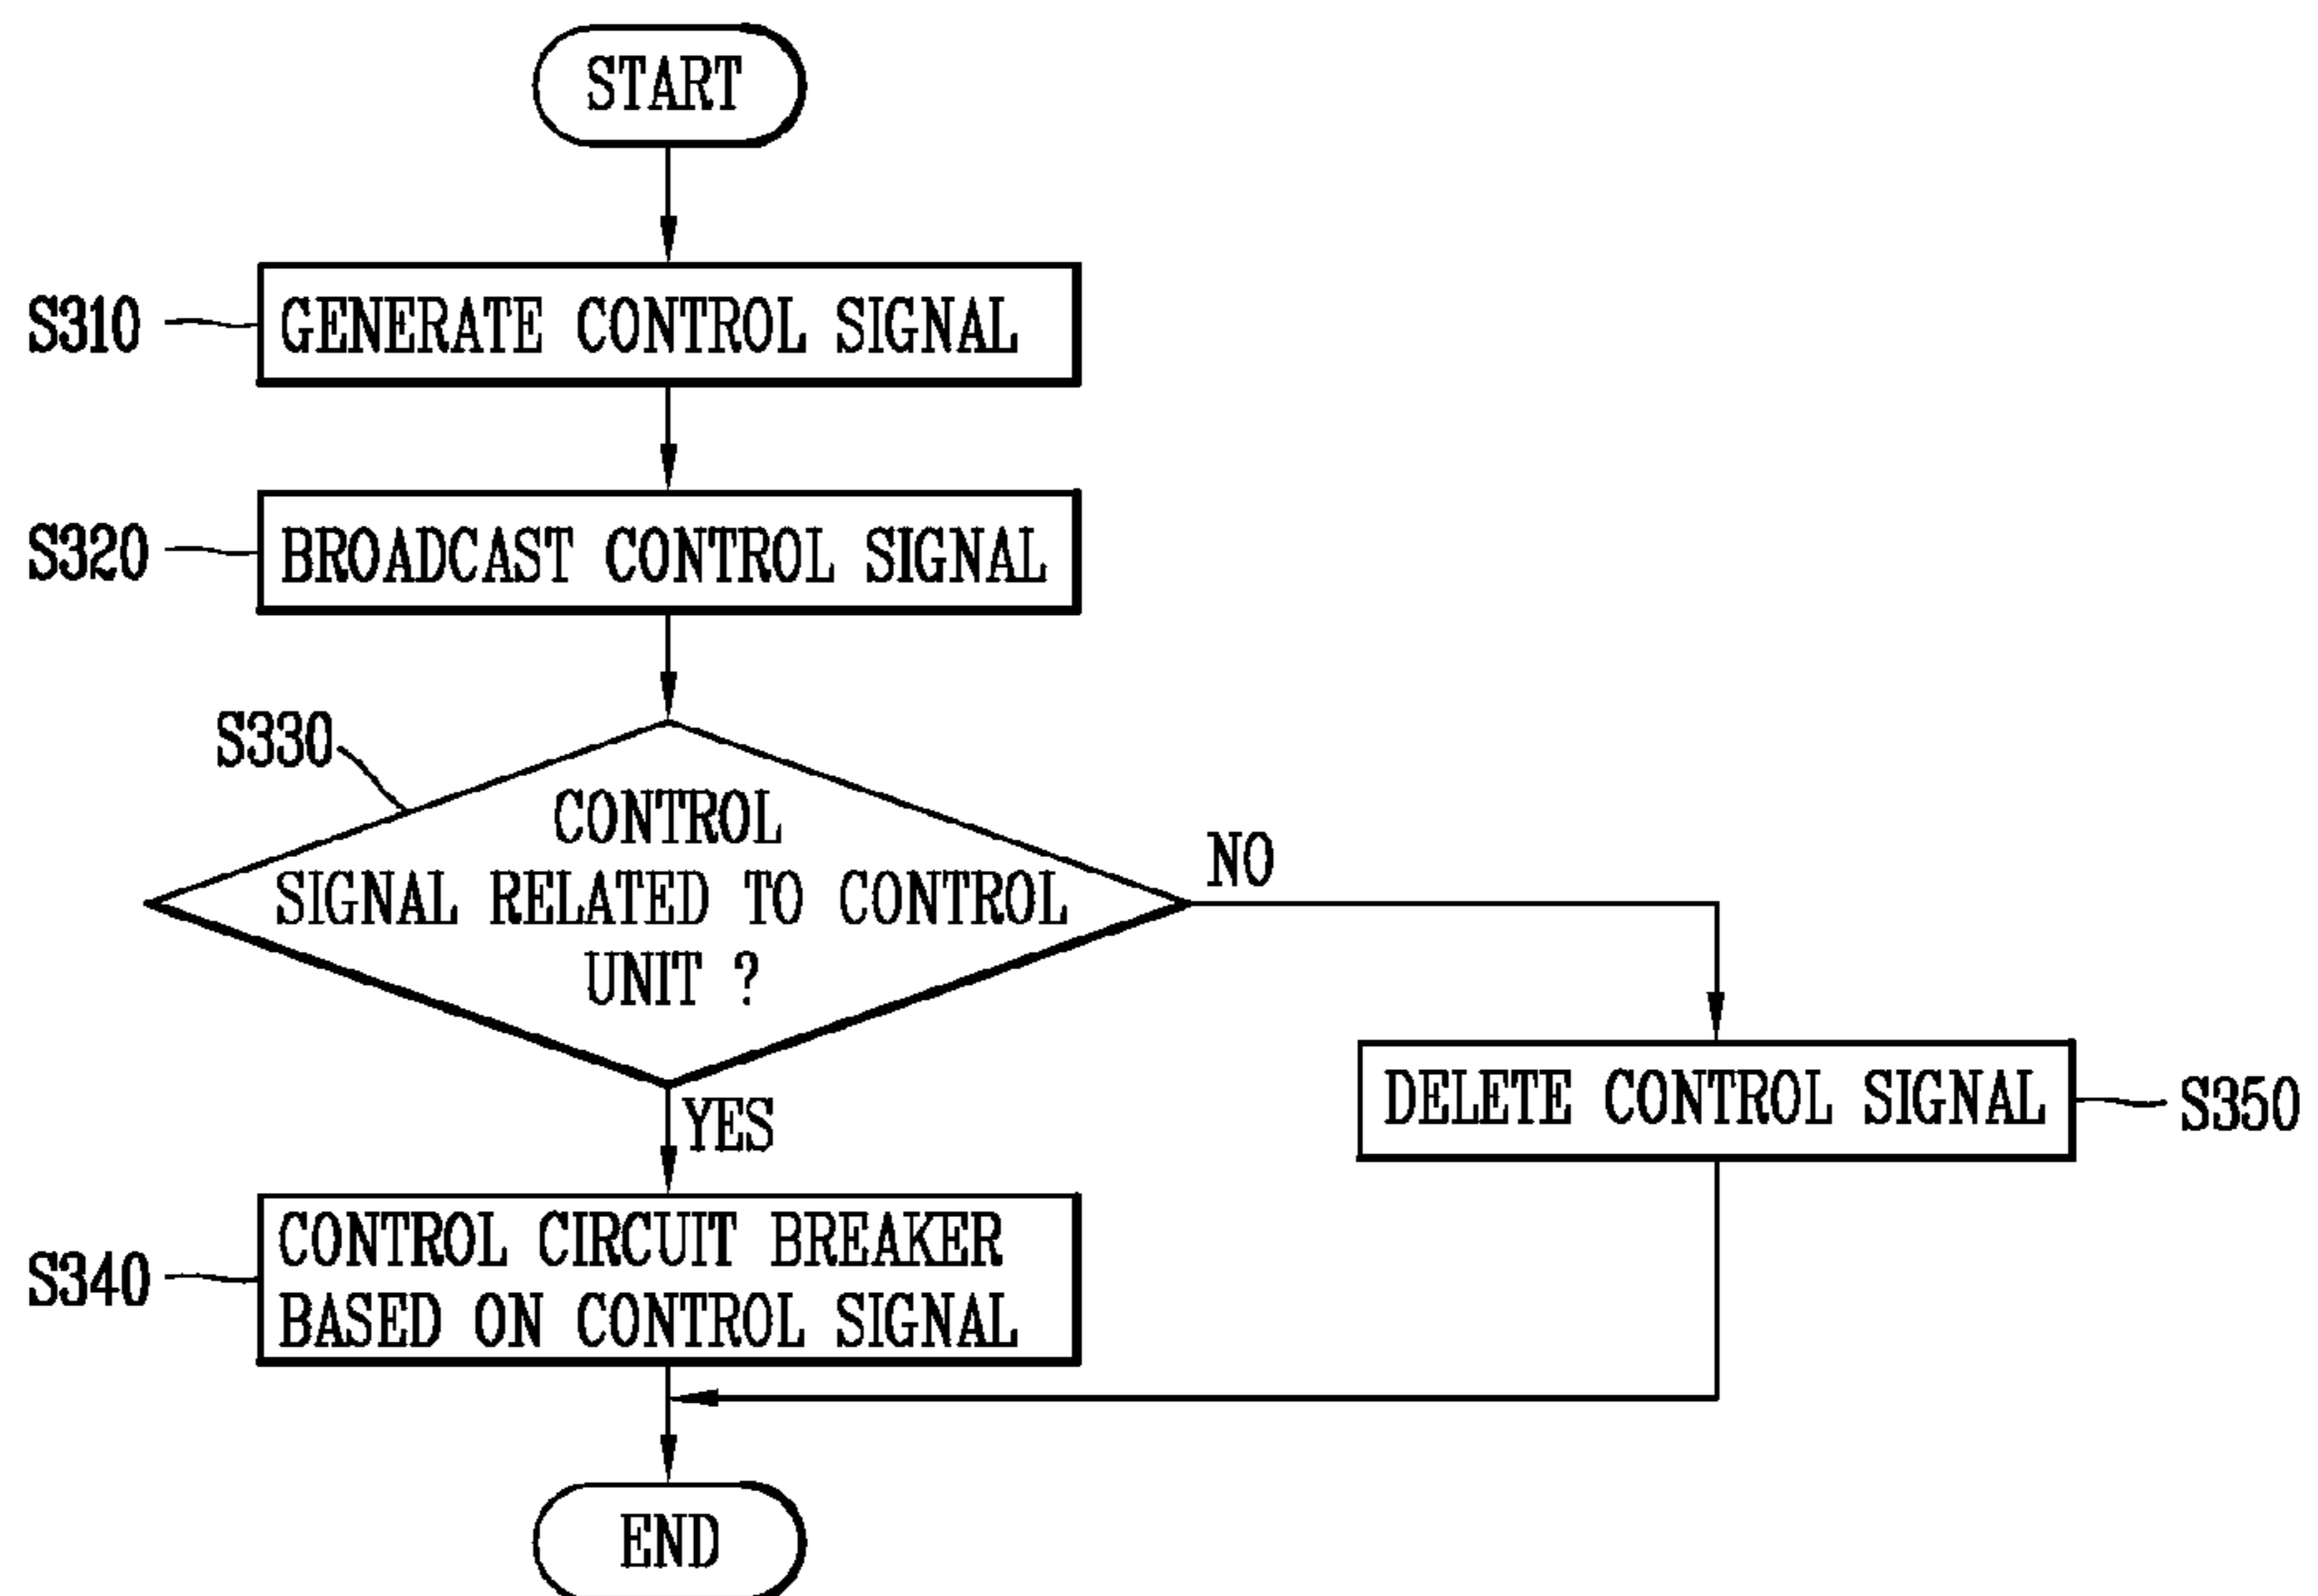 START
S310
GENERATE CONTROL SIGNAL
S320
BROADCAST CONTROL SIGNAL
S330
CONTROL
SIGNAL RELATED TO CONTROL
UNIT ?
NO
YES
DELETE CONTROL SIGNAL
S350
S340
CONTROL CIRCUIT BREAKER
BASED ON CONTROL SIGNAL
END